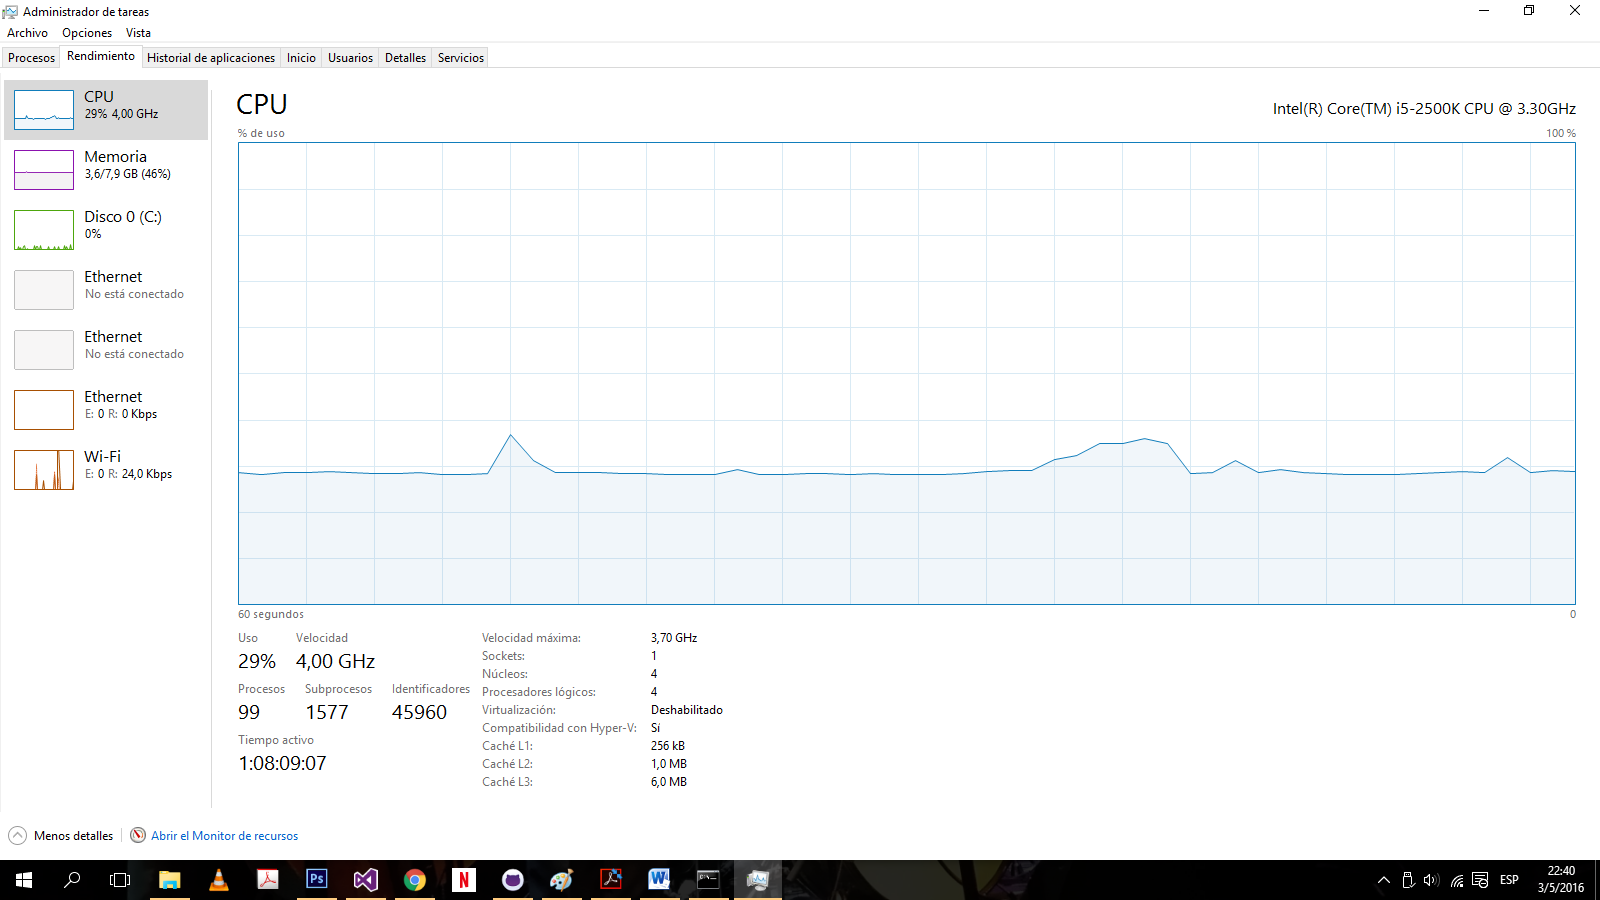 Administrador de tareas
Archivo Opciones Vista
Procesos Rendimiento Historial de aplicaciones Inicio Usuarios Detalles Servicios
CPU
29% 4,00 GHz
Memoria
3,6/7,9 GB (46%)
Disco 0 (C:)
0%
Ethernet
No está conectado
Ethernet
No está conectado
Ethernet
E: 0 R: 0 Kbps
Wi-Fi
E: 0 R: 24,0 Kbps
CPU
Intel(R) Core(TM) i5-2500K CPU @ 3.30GHz
% de uso 100 %
60 segundos 0
Uso Velocidad
29% 4,00 GHz
Procesos Subprocesos Identificadores
99 1577 45960
Tiempo activo
1:08:09:07
Velocidad máxima: 3,70 GHz
Sockets: 1
Núcleos: 4
Procesadores lógicos: 4
Virtualización: Deshabilitado
Compatibilidad con Hyper-V: Sí
Caché L1: 256 kB
Caché L2: 1,0 MB
Caché L3: 6,0 MB
Menos detalles Abrir el Monitor de recursos
Ps N W ESP
22:40
3/5/2016